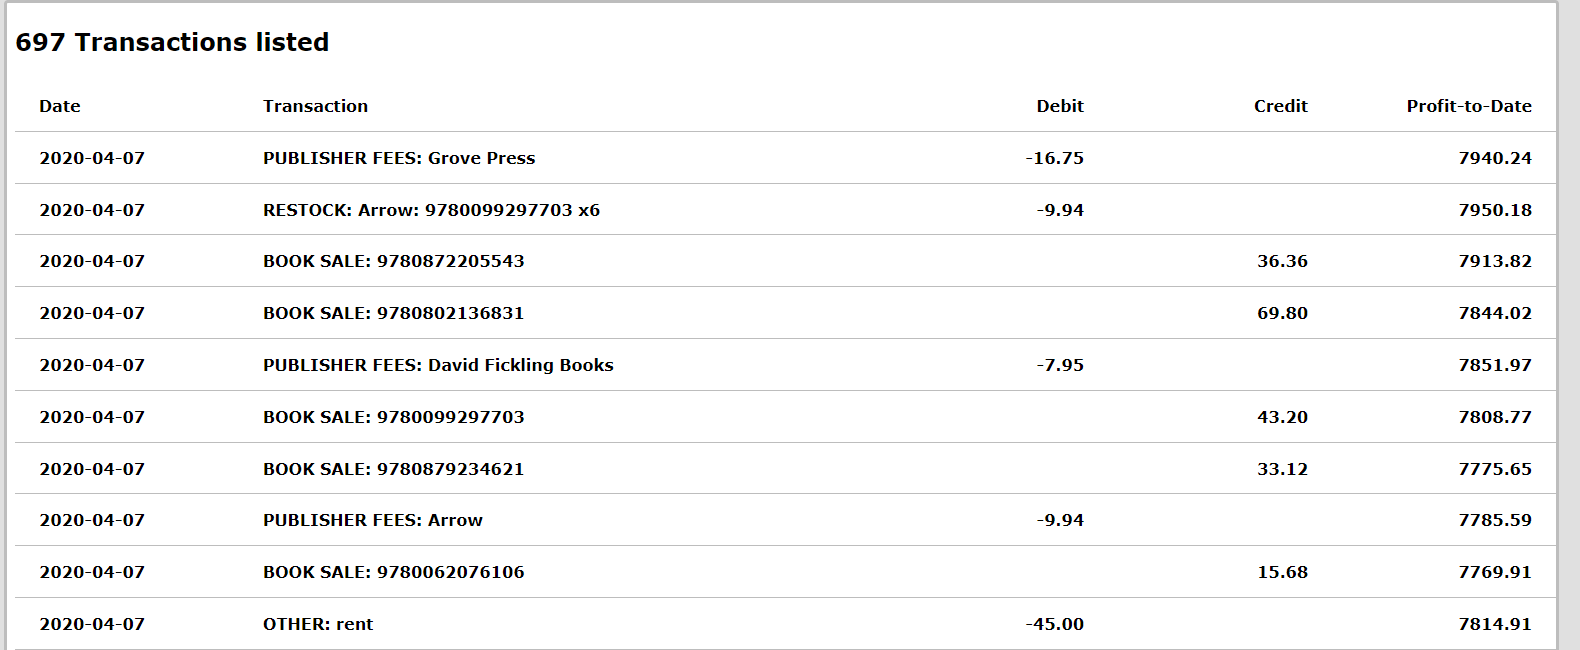 697 Transactions listed
Date Transaction Debit Credit Profit-to-Date
2020-04-07 PUBLISHER FEES: Grove Press -16.75 7940.24
2020-04-07 RESTOCK: Arrow: 9780099297703 x6 -9.94 7950.18
2020-04-07 BOOK SALE: 9780872205543 36.36 7913.82
2020-04-07 BOOK SALE: 9780802136831 69.80 7844.02
2020-04-07 PUBLISHER FEES: David Fickling Books -7.95 7851.97
2020-04-07 BOOK SALE: 9780099297703 43.20 7808.77
2020-04-07 BOOK SALE: 9780879234621 33.12 7775.65
2020-04-07 PUBLISHER FEES: Arrow -9.94 7785.59
2020-04-07 BOOK SALE: 9780062076106 15.68 7769.91
2020-04-07 OTHER: rent -45.00 7814.91